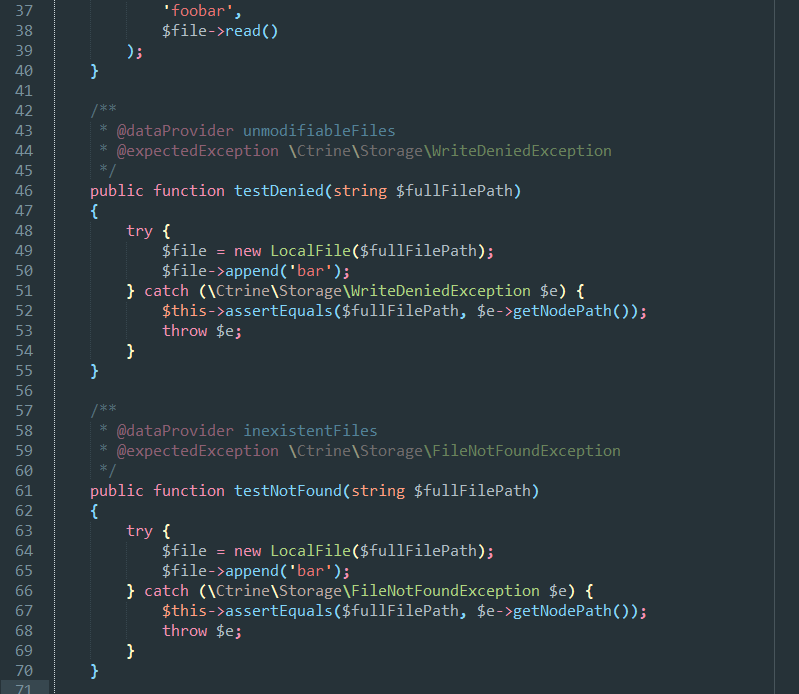 37             'foobar',
38             $file->read()
39         );
40     }
41
42     /**
43      * @dataProvider unmodifiableFiles
44      * @expectedException \Ctrine\Storage\WriteDeniedException
45      */
46     public function testDenied(string $fullFilePath)
47     {
48         try {
49             $file = new LocalFile($fullFilePath);
50             $file->append('bar');
51         } catch (\Ctrine\Storage\WriteDeniedException $e) {
52             $this->assertEquals($fullFilePath, $e->getNodePath());
53             throw $e;
54         }
55     }
56
57     /**
58      * @dataProvider inexistentFiles
59      * @expectedException \Ctrine\Storage\FileNotFoundException
60      */
61     public function testNotFound(string $fullFilePath)
62     {
63         try {
64             $file = new LocalFile($fullFilePath);
65             $file->append('bar');
66         } catch (\Ctrine\Storage\FileNotFoundException $e) {
67             $this->assertEquals($fullFilePath, $e->getNodePath());
68             throw $e;
69         }
70     }
71